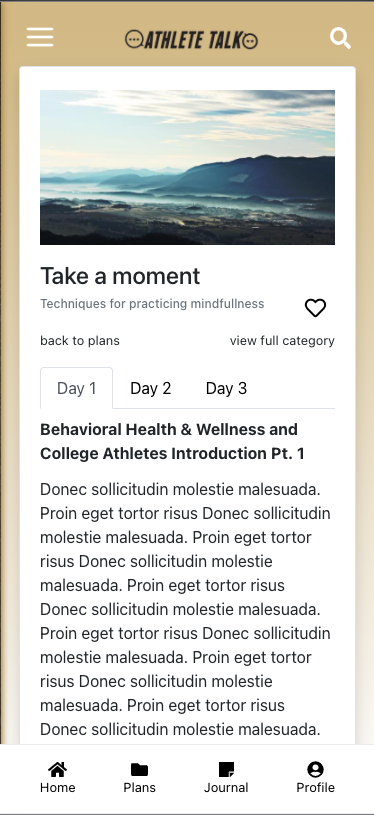 ATHLETE TALK
Take a moment
Techniques for practicing mindfullness
back to plans view full category
Day 1 Day 2 Day 3
Behavioral Health & Wellness and
College Athletes Introduction Pt. 1
Donec sollicitudin molestie malesuada.
Proin eget tortor risus Donec sollicitudin
molestie malesuada. Proin eget tortor
risus Donec sollicitudin molestie
malesuada. Proin eget tortor risus
Donec sollicitudin molestie malesuada.
Proin eget tortor risus Donec sollicitudin
molestie malesuada. Proin eget tortor
risus Donec sollicitudin molestie
malesuada. Proin eget tortor risus
Donec sollicitudin molestie malesuada.
Home Plans Journal Profile